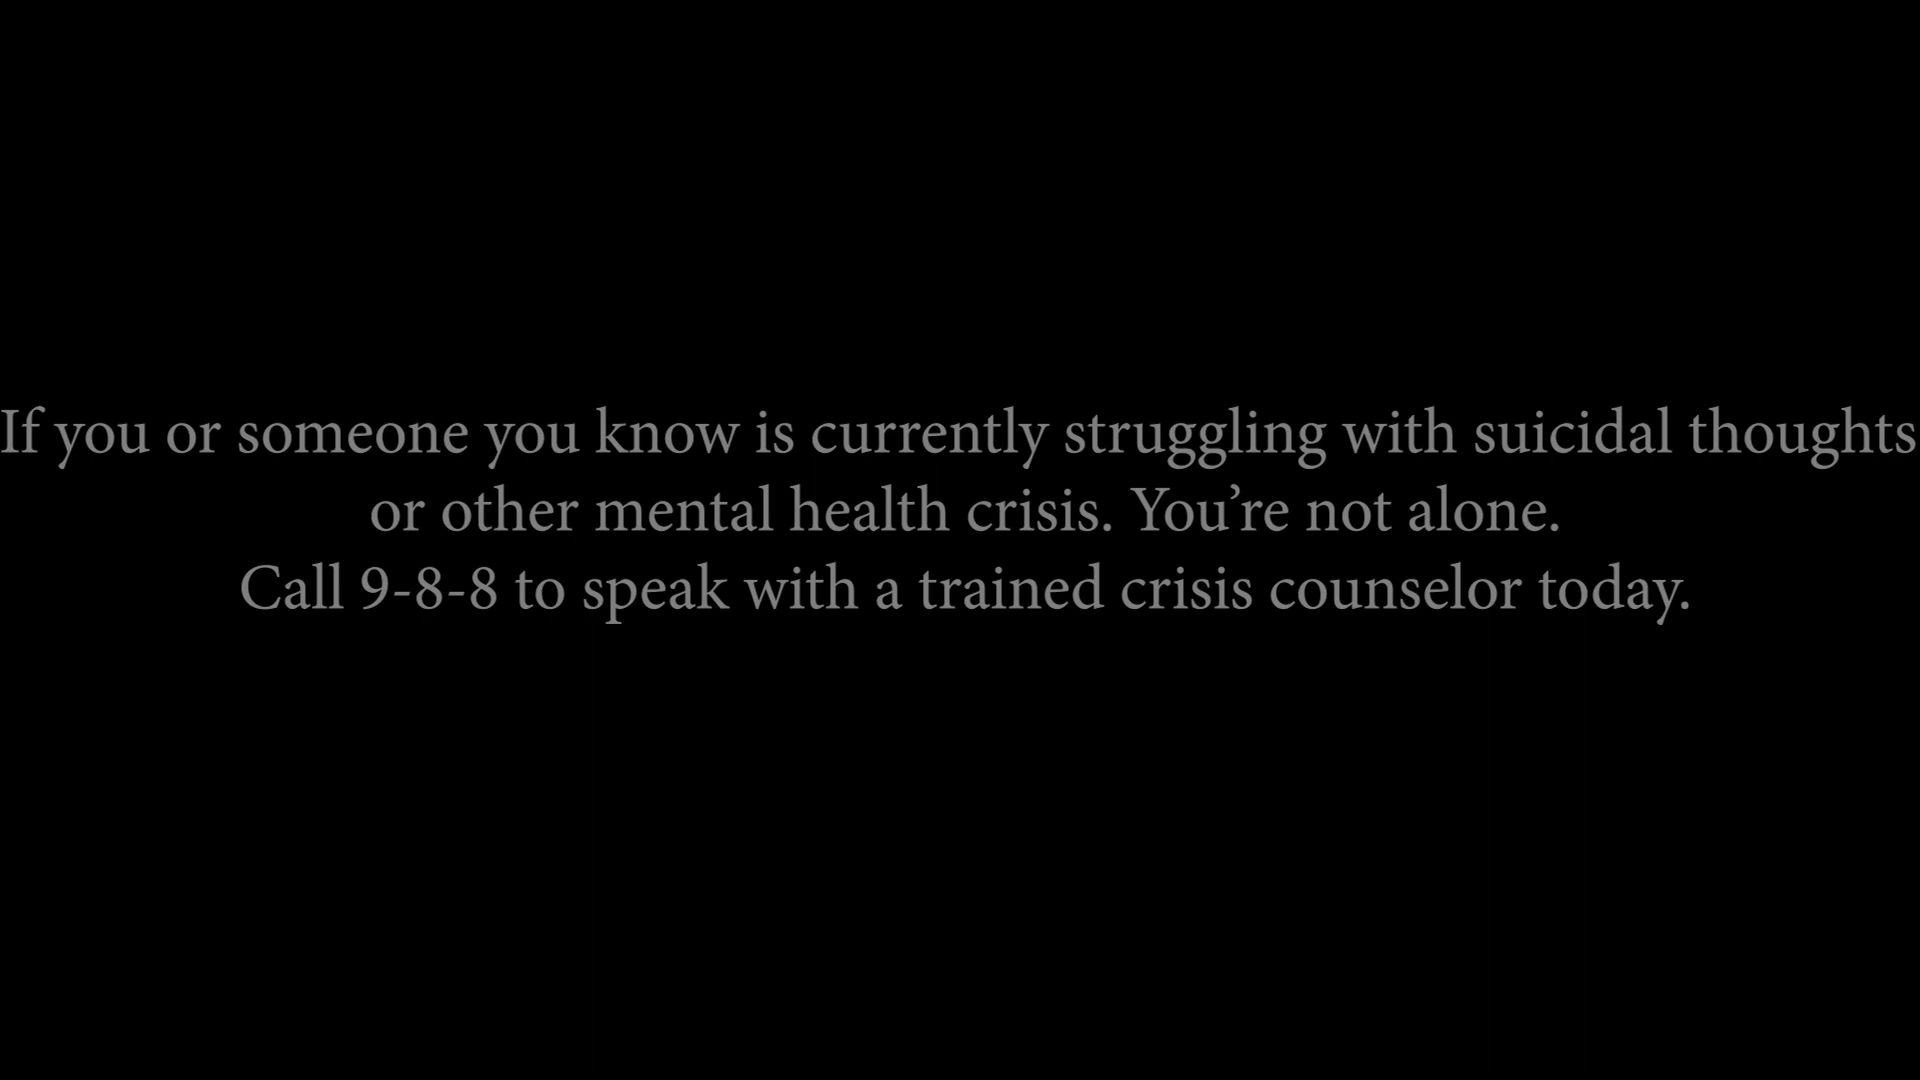 If you or someone you know is currently struggling with suicidal thoughts
or other mental health crisis. You’re not alone.
Call 9-8-8 to speak with a trained crisis counselor today.